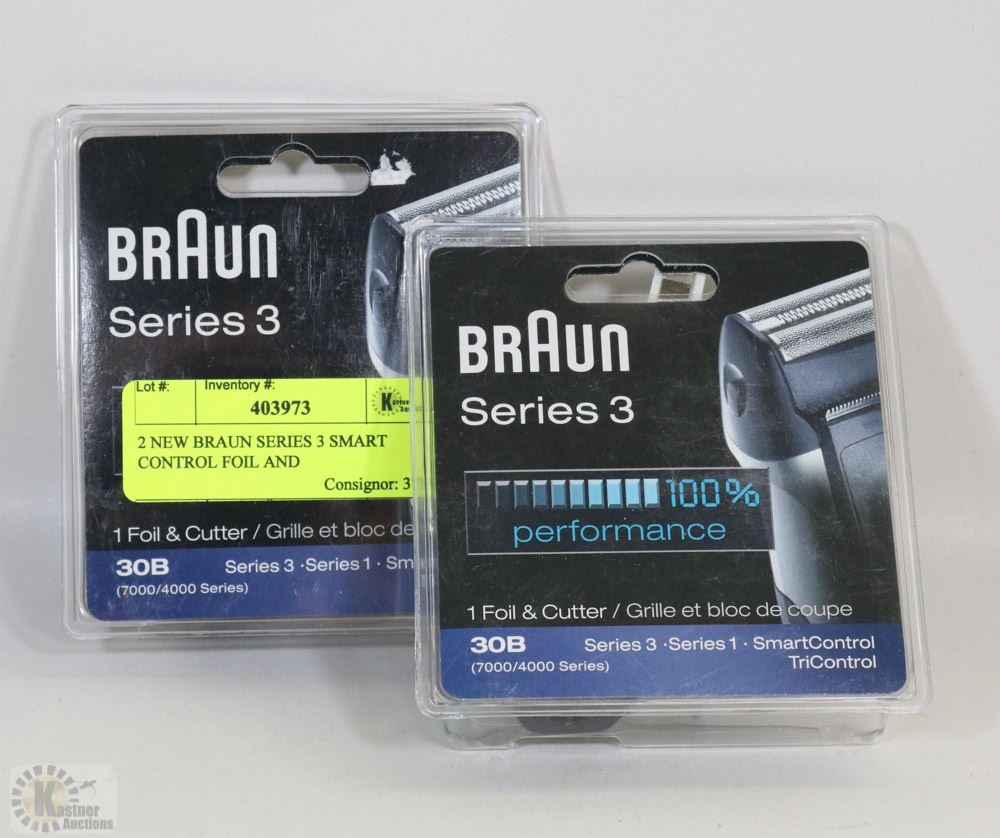 BRAUN
Series 3
Lot #:
Inventory #:
403973
2 NEW BRAUN SERIES 3 SMART
CONTROL FOIL AND
Consignor: 3
1 Foil & Cutter / Grille et bloc de
30B
Series 3 · Series 1 · Sm
(7000/4000 Series)
BRAUN
Series 3
100%
performance
1 Foil & Cutter / Grille et bloc de coupe
30B
Series 3 · Series 1 · SmartControl
(7000/4000 Series)
TriControl
Kastner
Auctions